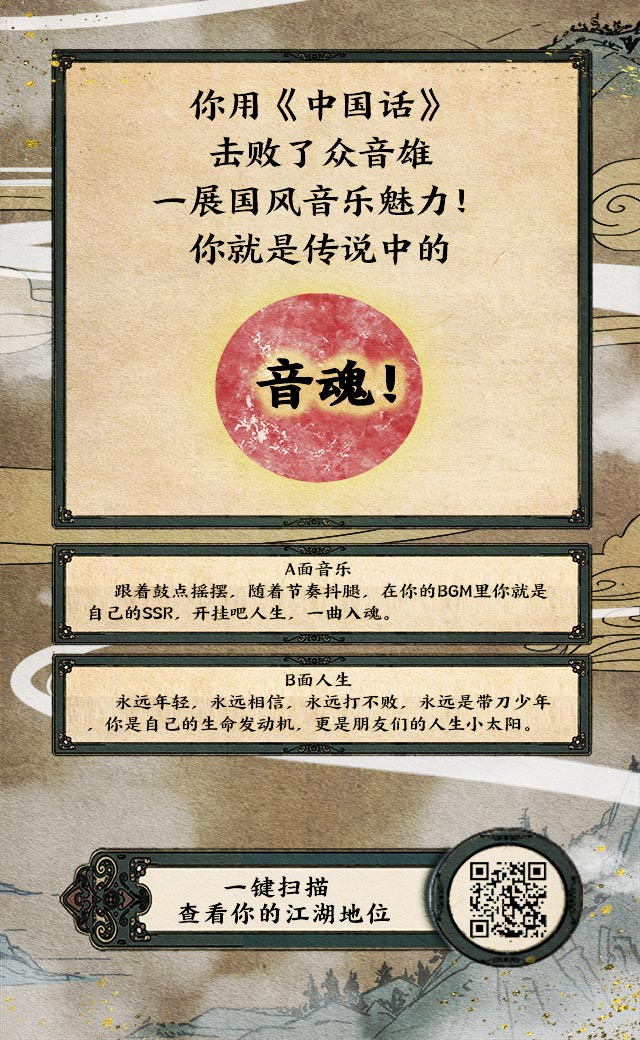 你用《中国话》
击败了众音雄
一展国风音乐魅力！
你就是传说中的
音魂！
A面音乐
跟着鼓点摇摆，随着节奏抖腿，在你的BGM里你就是
自己的SSR，开挂吧人生，一曲入魂。
B面人生
永远年轻，永远相信，永远打不败，永远是带刀少年
，你是自己的生命发动机，更是朋友们的人生小太阳。
一键扫描
查看你的江湖地位